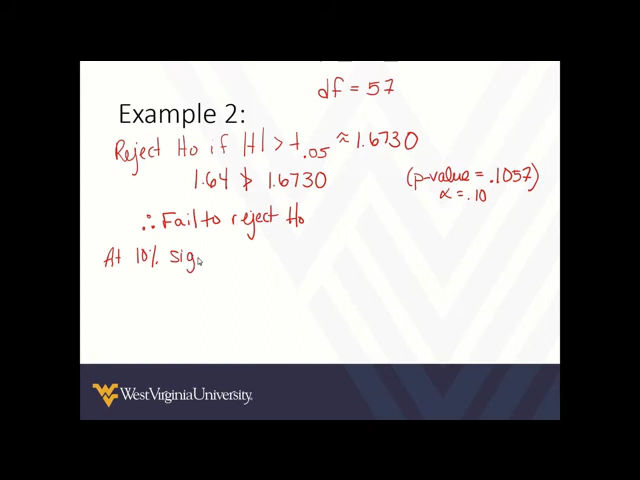 df = 57
Example 2:
Reject Ho if |t| > t.05 ≈ 1.6730
1.64 ≯ 1.6730
(p-value = .1057)
α = .10
∴ Fail to reject Ho
At 10% sig
WestVirginiaUniversity.